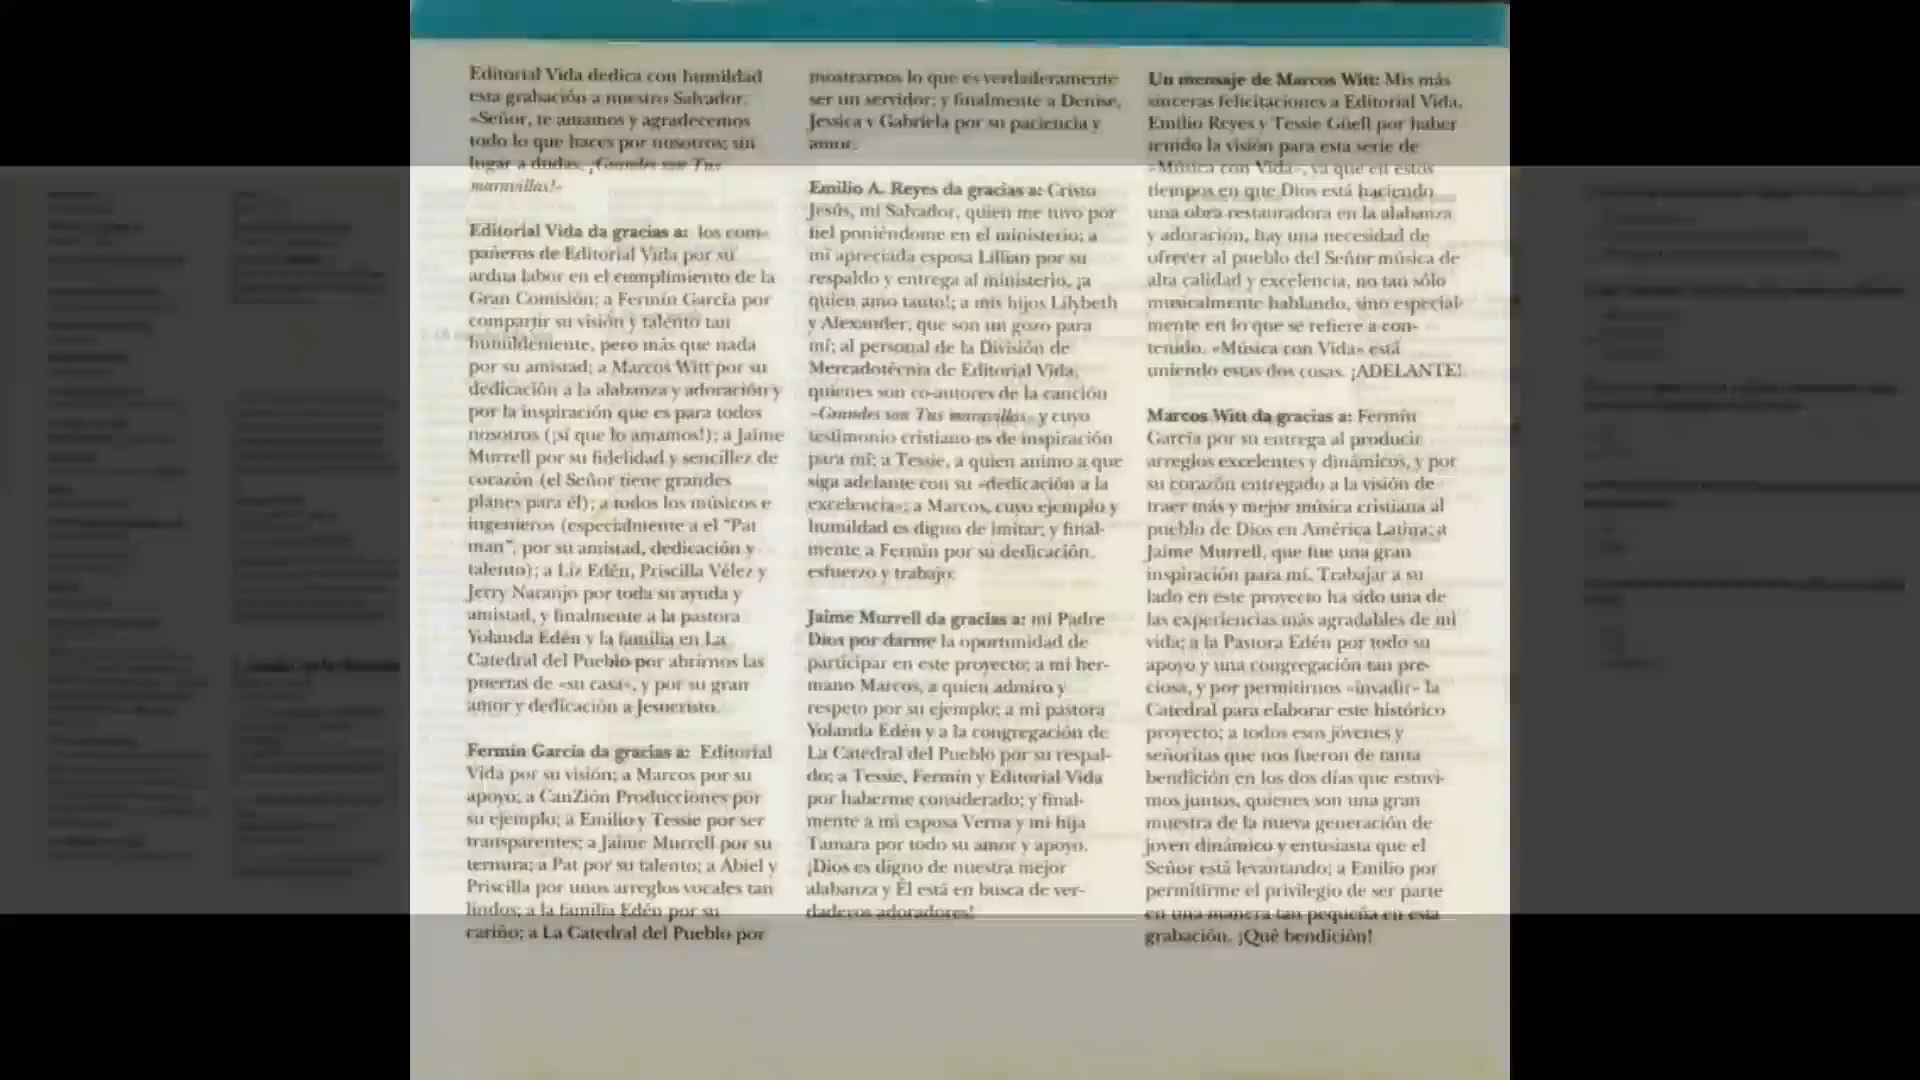 Editorial Vida dedica con humildad
esta grabación a nuestro Salvador.
«Señor, te amamos y agradecemos
todo lo que haces por nosotros; sin
lugar a dudas, ¡Grandes son Tus
maravillas!»
Editorial Vida da gracias a: los com-
pañeros de Editorial Vida por su
ardua labor en el cumplimiento de la
Gran Comisión; a Fermín García por
compartir su visión y talento tan
humildemente, pero más que nada
por su amistad; a Marcos Witt por su
dedicación a la alabanza y adoración y
por la inspiración que es para todos
nosotros (¡sí que lo amamos!); a Jaime
Murrell por su fidelidad y sencillez de
corazón (el Señor tiene grandes
planes para él); a todos los músicos e
ingenieros (especialmente a el "Pat
man", por su amistad, dedicación y
talento); a Liz Edén, Priscilla Vélez y
Jerry Naranjo por toda su ayuda y
amistad, y finalmente a la pastora
Yolanda Edén y la familia en La
Catedral del Pueblo por abrirnos las
puertas de «su casa», y por su gran
amor y dedicación a Jesucristo.
Fermín García da gracias a: Editorial
Vida por su visión; a Marcos por su
apoyo; a CanZión Producciones por
su ejemplo; a Emilio y Tessie por ser
transparentes; a Jaime Murrell por su
ternura; a Pat por su talento; a Abiel y
Priscilla por unos arreglos vocales tan
lindos; a la familia Edén por su
cariño; a La Catedral del Pueblo por
mostrarnos lo que es verdaderamente
ser un servidor; y finalmente a Denise,
Jessica y Gabriela por su paciencia y
amor.
Emilio A. Reyes da gracias a: Cristo
Jesús, mi Salvador, quien me tuvo por
fiel poniéndome en el ministerio; a
mi apreciada esposa Lillian por su
respaldo y entrega al ministerio, ¡a
quien amo tanto!; a mis hijos Lilybeth
y Alexander, que son un gozo para
mí; al personal de la División de
Mercadotécnia de Editorial Vida,
quienes son co-autores de la canción
«Grandes son Tus maravillas» y cuyo
testimonio cristiano es de inspiración
para mí; a Tessie, a quien animo a que
siga adelante con su «dedicación a la
excelencia»; a Marcos, cuyo ejemplo y
humildad es digno de imitar; y final-
mente a Fermín por su dedicación,
esfuerzo y trabajo.
Jaime Murrell da gracias a: mi Padre
Dios por darme la oportunidad de
participar en este proyecto; a mi her-
mano Marcos, a quien admiro y
respeto por su ejemplo; a mi pastora
Yolanda Edén y a la congregación de
La Catedral del Pueblo por su respal-
do; a Tessie, Fermín y Editorial Vida
por haberme considerado; y final-
mente a mi esposa Verna y mi hija
Tamara por todo su amor y apoyo.
¡Dios es digno de nuestra mejor
alabanza y Él está en busca de ver-
daderos adoradores!
Un mensaje de Marcos Witt: Mis más
sinceras felicitaciones a Editorial Vida,
Emilio Reyes y Tessie Güell por haber
tenido la visión para esta serie de
«Música con Vida», ya que en estos
tiempos en que Dios está haciendo
una obra restauradora en la alabanza
y adoración, hay una necesidad de
ofrecer al pueblo del Señor música de
alta calidad y excelencia, no tan sólo
musicalmente hablando, sino especial-
mente en lo que se refiere a con-
tenido. «Música con Vida» está
uniendo estas dos cosas. ¡ADELANTE!
Marcos Witt da gracias a: Fermín
García por su entrega al producir
arreglos excelentes y dinámicos, y por
su corazón entregado a la visión de
traer más y mejor música cristiana al
pueblo de Dios en América Latina; a
Jaime Murrell, que fue una gran
inspiración para mí. Trabajar a su
lado en este proyecto ha sido una de
las experiencias más agradables de mi
vida; a la Pastora Edén por todo su
apoyo y una congregación tan pre-
ciosa, y por permitirnos «invadir» la
Catedral para elaborar este histórico
proyecto; a todos esos jóvenes y
señoritas que nos fueron de tanta
bendición en los dos días que estuvi-
mos juntos, quienes son una gran
muestra de la nueva generación de
joven dinámico y entusiasta que el
Señor está levantando; a Emilio por
permitirme el privilegio de ser parte
en una manera tan pequeña en esta
grabación. ¡Qué bendición!